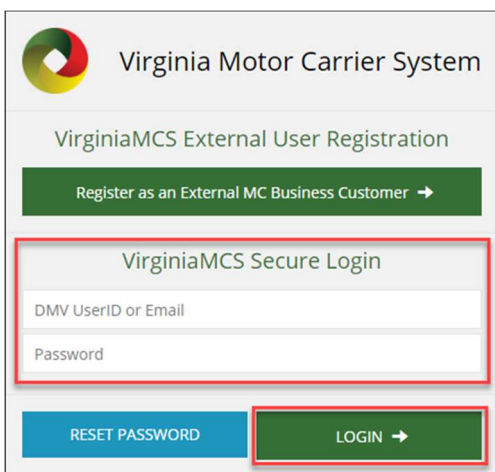 Virginia Motor Carrier System
VirginiaMCS External User Registration
Register as an External MC Business Customer →
VirginiaMCS Secure Login
DMV UserID or Email
Password
RESET PASSWORD
LOGIN →